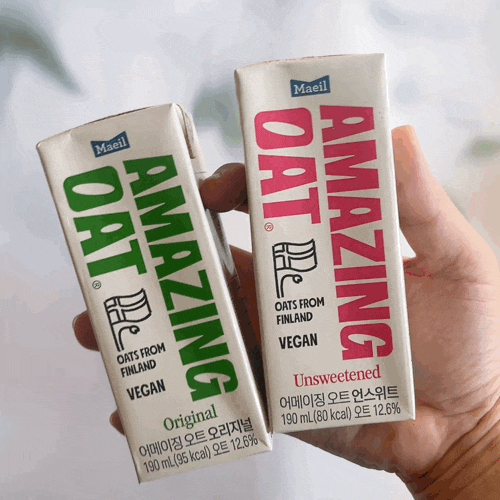 Maeil
AMAZING
OAT®
OATS FROM
FINLAND
VEGAN
Original
어메이징 오트 오리지널
190 mL(95 kcal) 오트 12.6%
Maeil
AMAZING
OAT®
OATS FROM
FINLAND
VEGAN
Unsweetened
어메이징 오트 언스위트
190 mL(80 kcal) 오트 12.6%